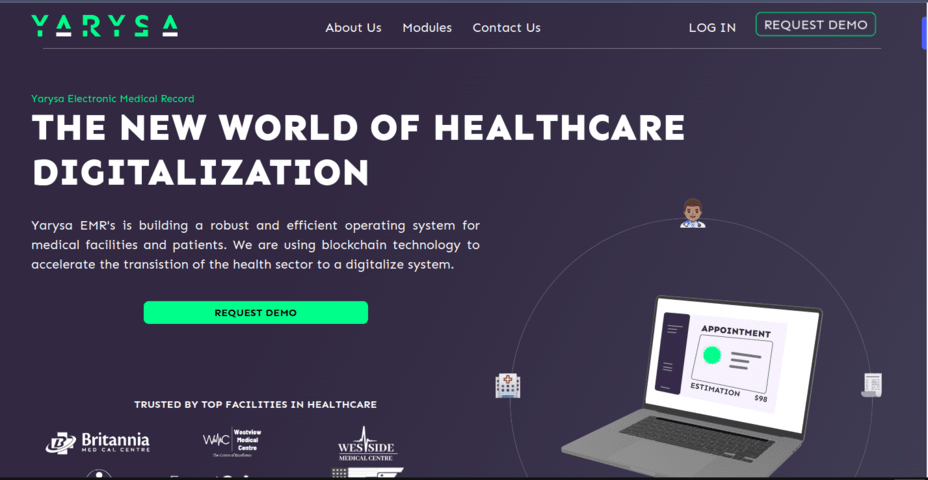 YARYSA
About Us Modules Contact Us LOG IN REQUEST DEMO
Yarysa Electronic Medical Record
THE NEW WORLD OF HEALTHCARE
DIGITALIZATION
Yarysa EMR's is building a robust and efficient operating system for
medical facilities and patients. We are using blockchain technology to
accelerate the transistion of the health sector to a digitalize system.
REQUEST DEMO
APPOINTMENT
ESTIMATION $98
TRUSTED BY TOP FACILITIES IN HEALTHCARE
Britannia
MEDICAL CENTRE
WMC
Westview
Medical
Centre
The Centre of Excellence
WESTSIDE
MEDICAL CENTRE